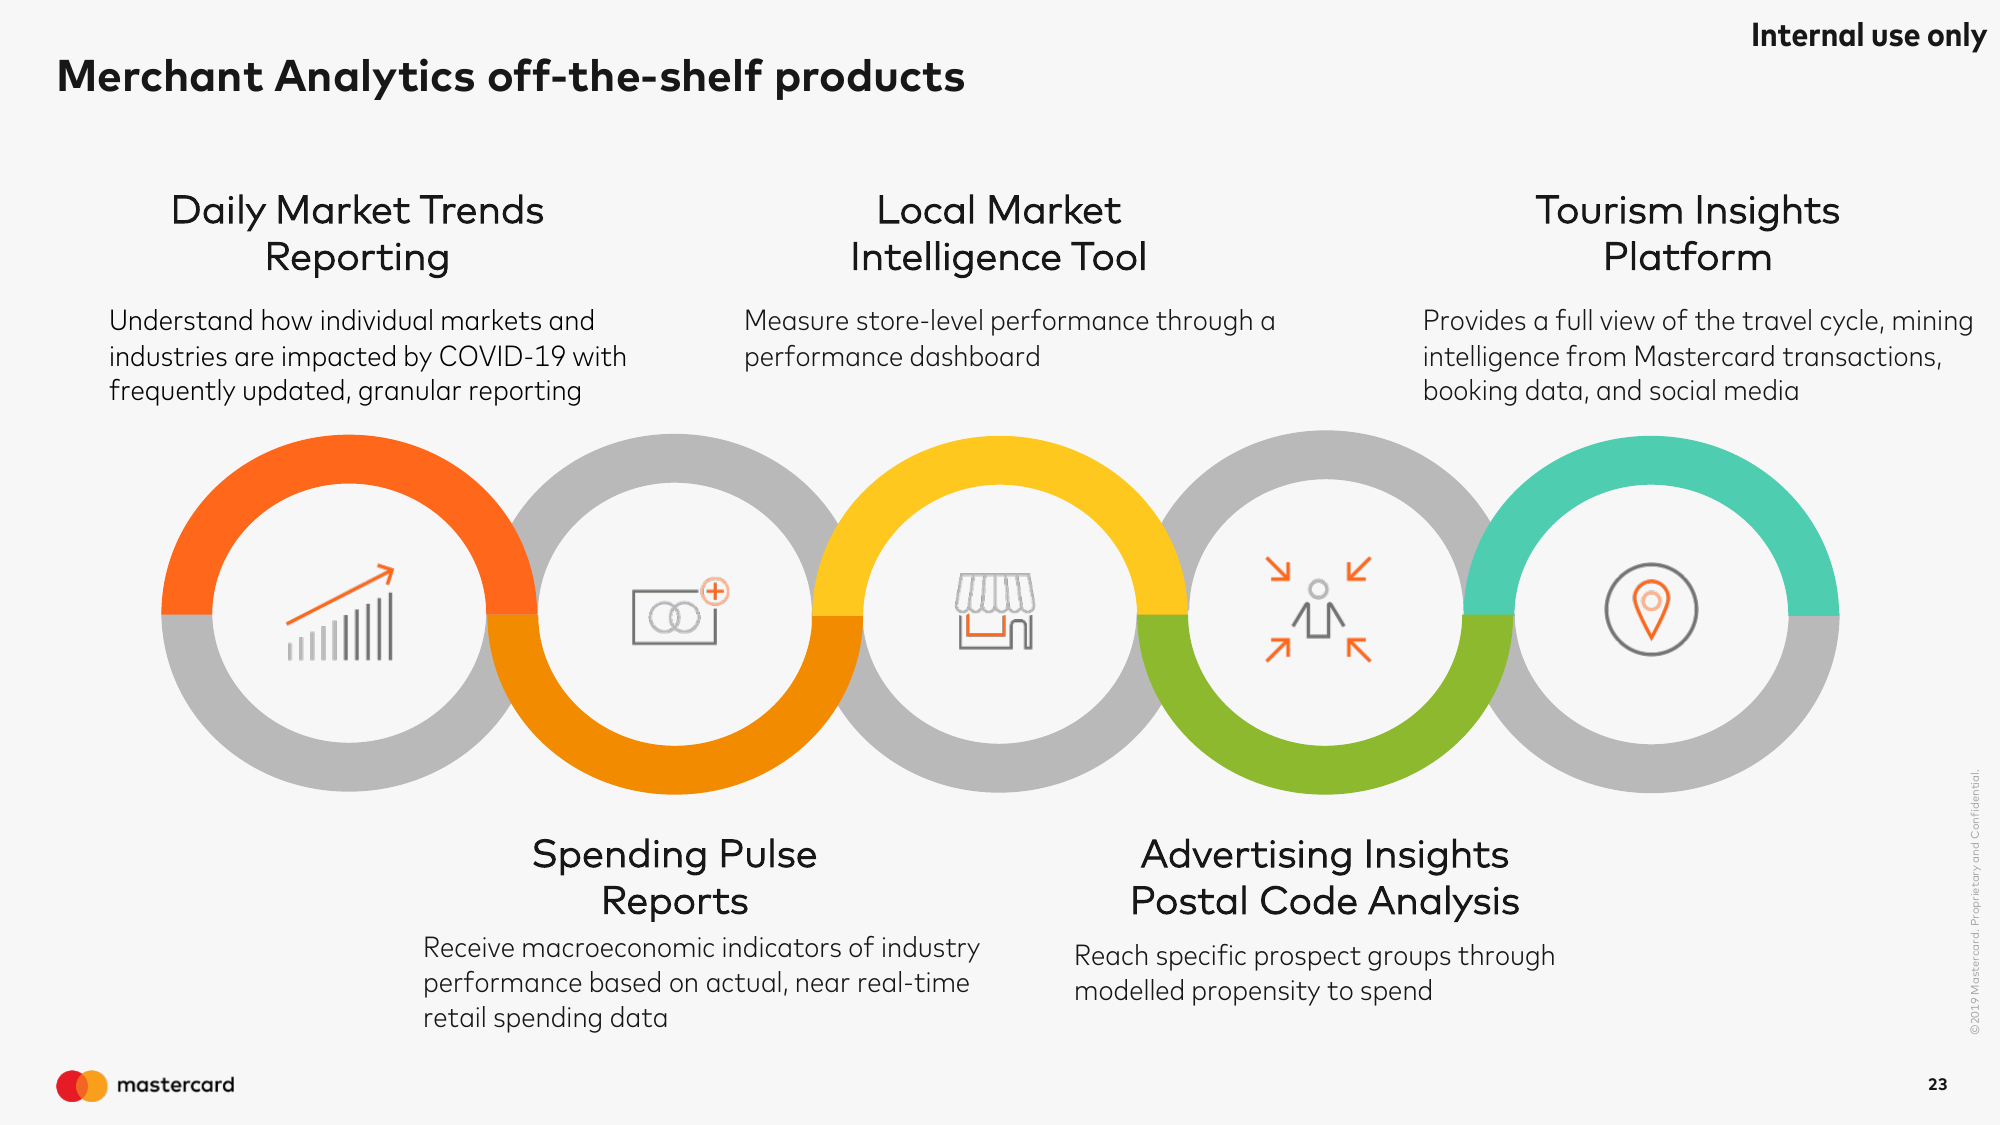 Internal use only
Merchant Analytics off-the-shelf products
Daily Market Trends
Reporting
Understand how individual markets and
industries are impacted by COVID-19 with
frequently updated, granular reporting
Local Market
Intelligence Tool
Measure store-level performance through a
performance dashboard
Tourism Insights
Platform
Provides a full view of the travel cycle, mining
intelligence from Mastercard transactions,
booking data, and social media
Spending Pulse
Reports
Receive macroeconomic indicators of industry
performance based on actual, near real-time
retail spending data
Advertising Insights
Postal Code Analysis
Reach specific prospect groups through
modelled propensity to spend
©2019 Mastercard. Proprietary and Confidential.
mastercard
23